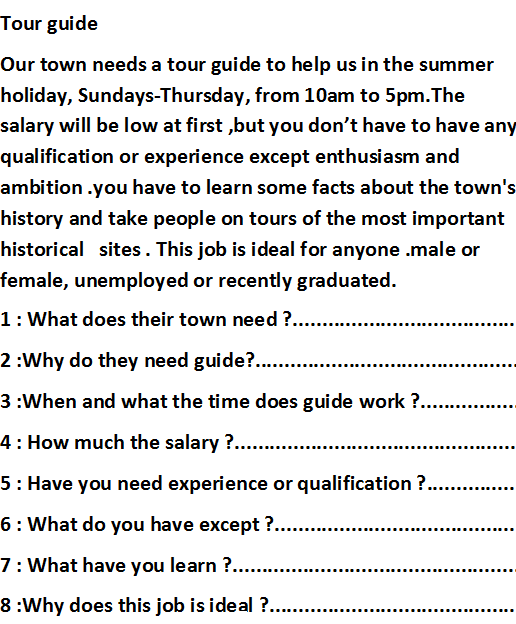 Tour guide
Our town needs a tour guide to help us in the summer
holiday, Sundays-Thursday, from 10am to 5pm.The
salary will be low at first ,but you don’t have to have any
qualification or experience except enthusiasm and
ambition .you have to learn some facts about the town's
history and take people on tours of the most important
historical   sites . This job is ideal for anyone .male or
female, unemployed or recently graduated.
1 : What does their town need ?.......................................
2 :Why do they need guide?.............................................
3 :When and what the time does guide work ?.................
4 : How much the salary ?.................................................
5 : Have you need experience or qualification ?...............
6 : What do you have except ?..........................................
7 : What have you learn ?.................................................
8 :Why does this job is ideal ?...........................................